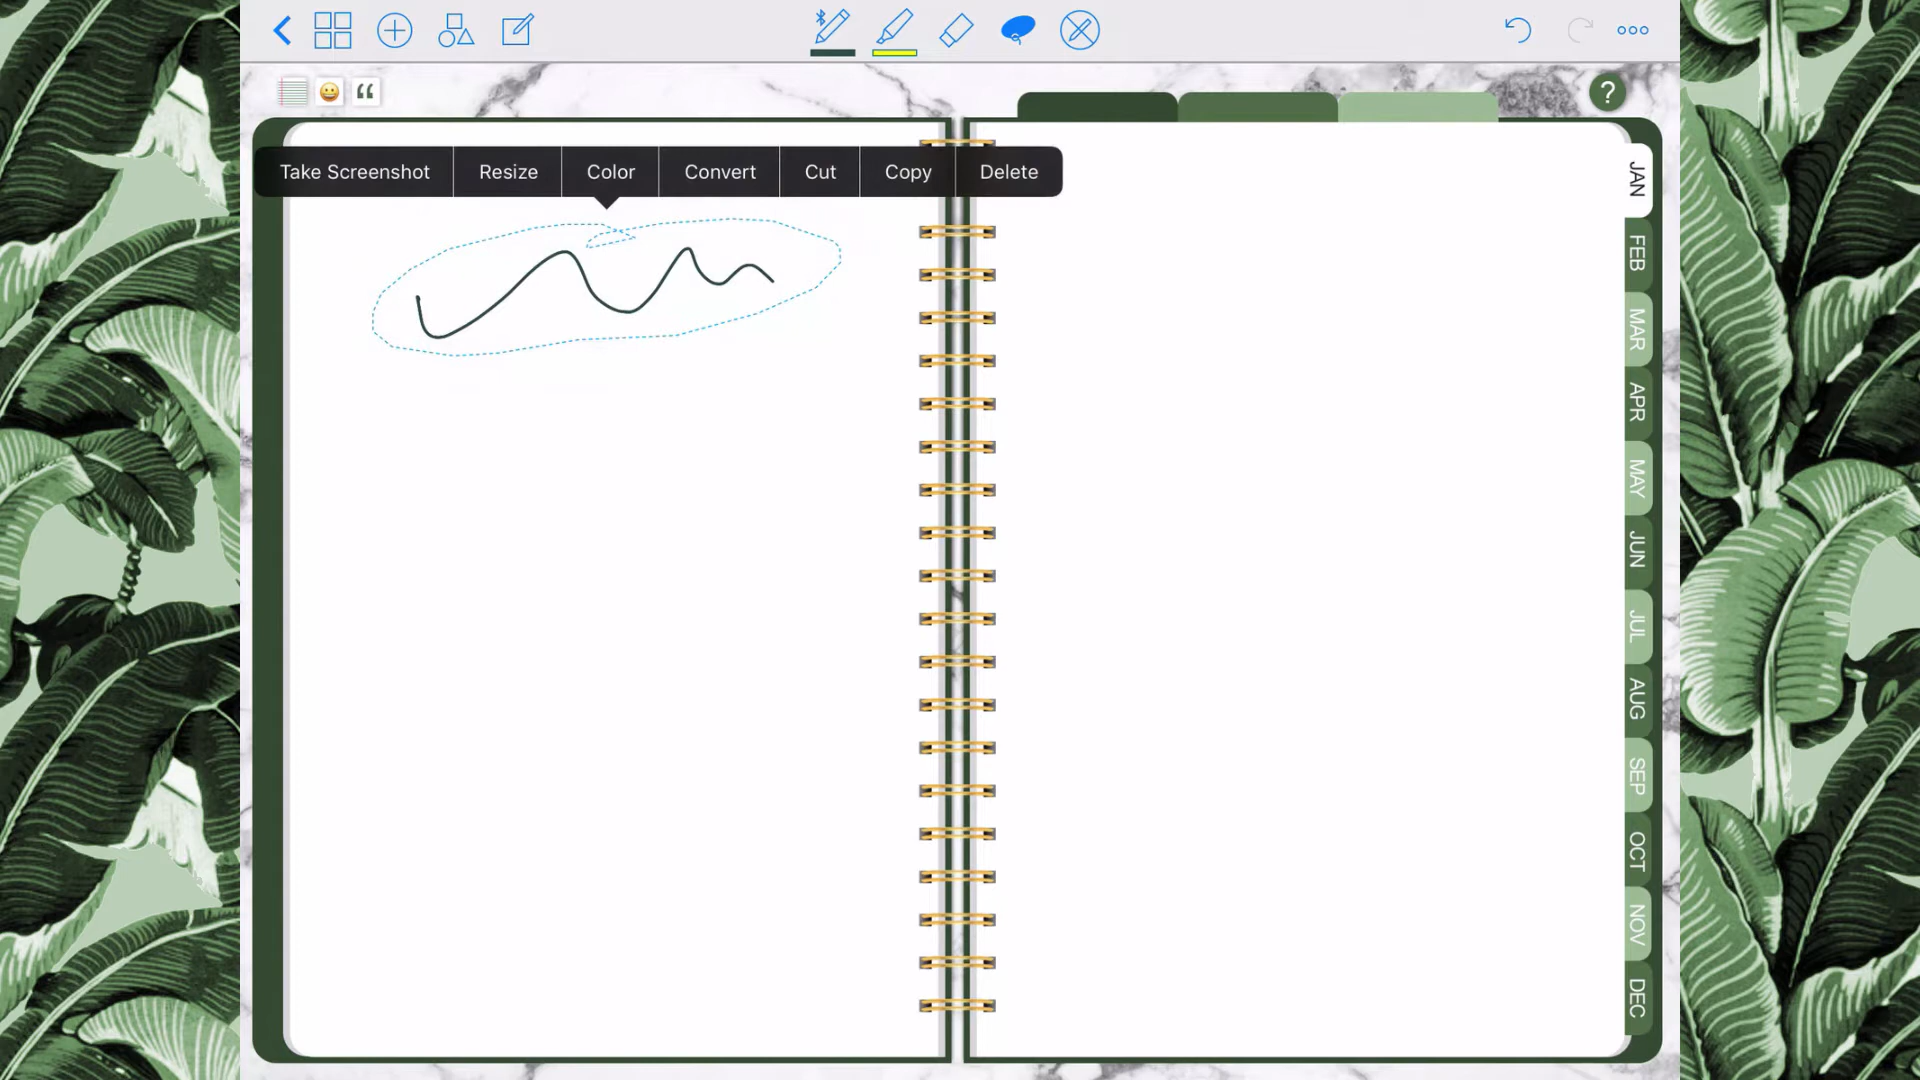 ?
Take Screenshot Resize Color Convert Cut Copy Delete
JAN
FEB
MAR
APR
MAY
JUN
JUL
AUG
SEP
OCT
NOV
DEC